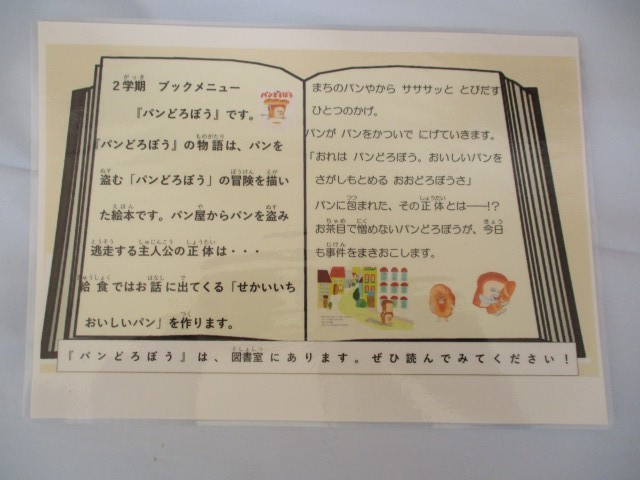 2学期 ブックメニュー
『パンどろぼう』です。
『パンどろぼう』の物語は、パンを
盗む「パンどろぼう」の冒険を描い
た絵本です。パン屋からパンを盗み
逃走する主人公の正体は・・・
給食ではお話に出てくる「せかいいち
おいしいパン」を作ります。
まちのパンやから サササッと とびだす
ひとつのかげ。
パンが パンをかついで にげていきます。
「おれは パンどろぼう。おいしいパンを
さがしもとめる おおどろぼうさ」
パンに包まれた、その正体とは――!?
お茶目で憎めないパンどろぼうが、今日
も事件をまきおこします。
『パンどろぼう』は、図書室にあります。ぜひ読んでみてください!